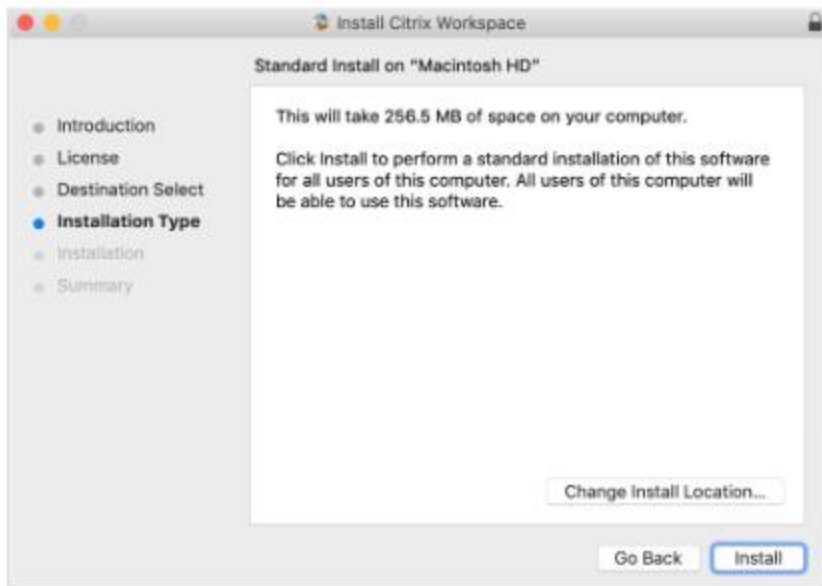 Install Citrix Workspace
Standard Install on "Macintosh HD"
Introduction
License
Destination Select
Installation Type
Installation
Summary
This will take 256.5 MB of space on your computer.
Click Install to perform a standard installation of this software
for all users of this computer. All users of this computer will
be able to use this software.
Change Install Location...
Go Back
Install